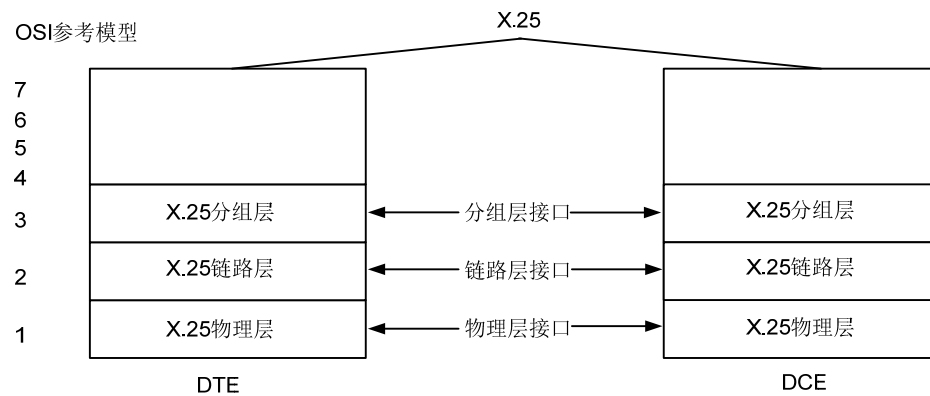 X.25
OSI参考模型
7
6
5
4
3
X.25分组层
分组层接口
X.25分组层
2
X.25链路层
链路层接口
X.25链路层
1
X.25物理层
物理层接口
X.25物理层
DTE
DCE